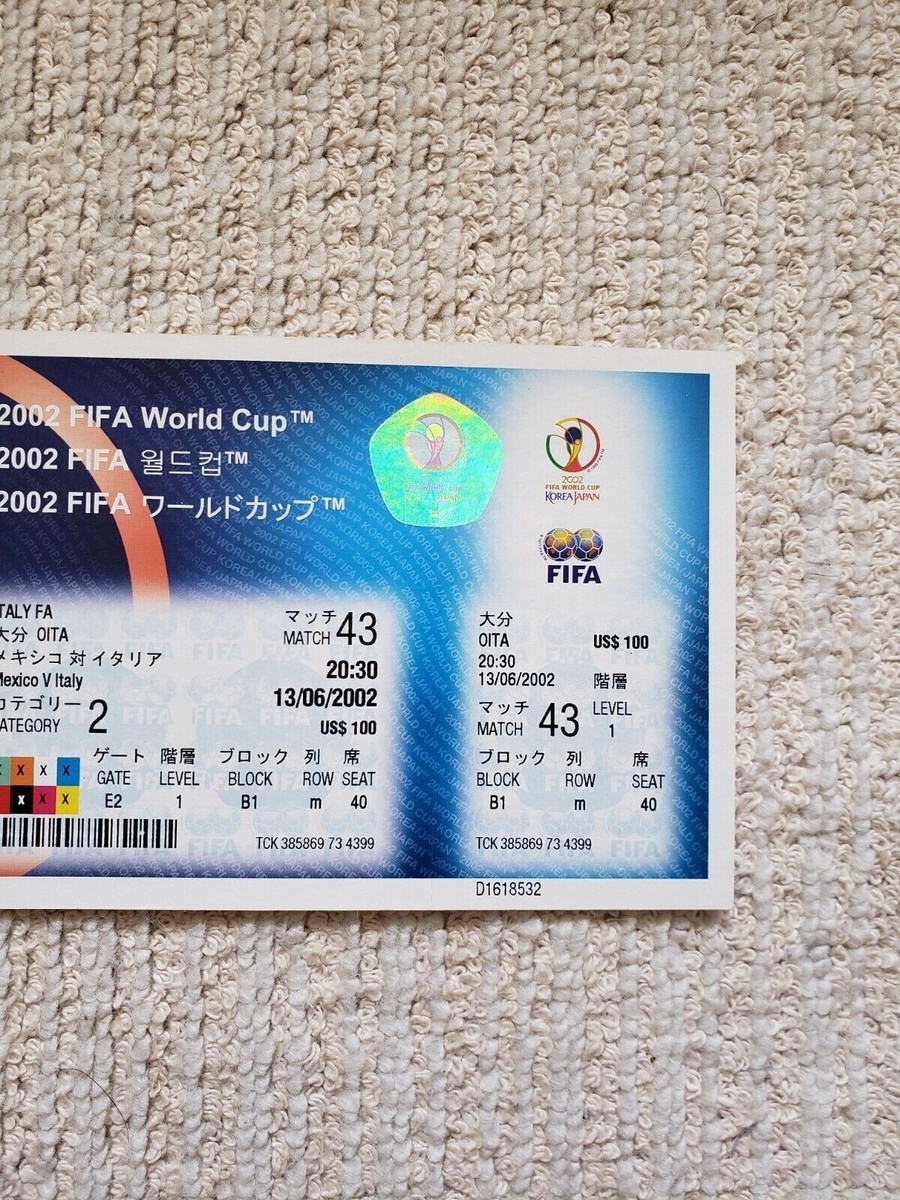 2002 FIFA World Cup™
2002 FIFA 월드컵™
2002 FIFA ワールドカップ™
2002
FIFA WORLD CUP
KOREA JAPAN
FIFA
ITALY FA
大分 OITA
メキシコ 対 イタリア
Mexico V Italy
カテゴリー
CATEGORY 2
マッチ
MATCH 43
20:30
13/06/2002
US$ 100
X X X X
X X X
ゲート 階層 ブロック 列 席
GATE LEVEL BLOCK ROW SEAT
E2 1 B1 m 40
TCK 385869 73 4399
大分
OITA
US$ 100
20:30
13/06/2002
階層
マッチ
MATCH 43
LEVEL
1
ブロック 列 席
BLOCK ROW SEAT
B1 m 40
TCK 385869 73 4399
D1618532